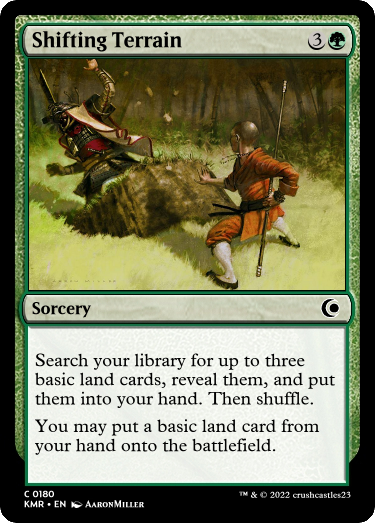 Shifting Terrain 3
Sorcery
Search your library for up to three
basic land cards, reveal them, and put
them into your hand. Then shuffle.
You may put a basic land card from
your hand onto the battlefield.
C 0180
KMR • EN AaronMiller
™ & © 2022 crushcastles23